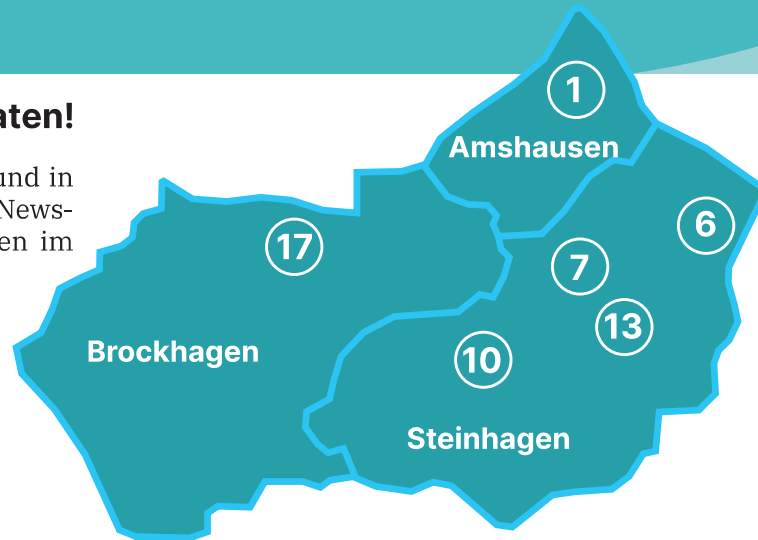 aten!
und in
News-
en im
1
Amshausen
6
17
7
13
Brockhagen
10
Steinhagen